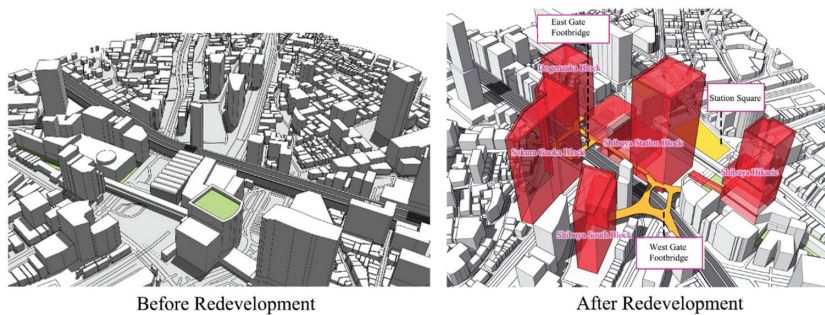 East Gate
Footbridge
Dogenzaka Block
Station Square
Sakura Gaoka Block
Shibuya Station Block
Shibuya Hikarie
Shibuya South Block
West Gate
Footbridge
Before Redevelopment
After Redevelopment